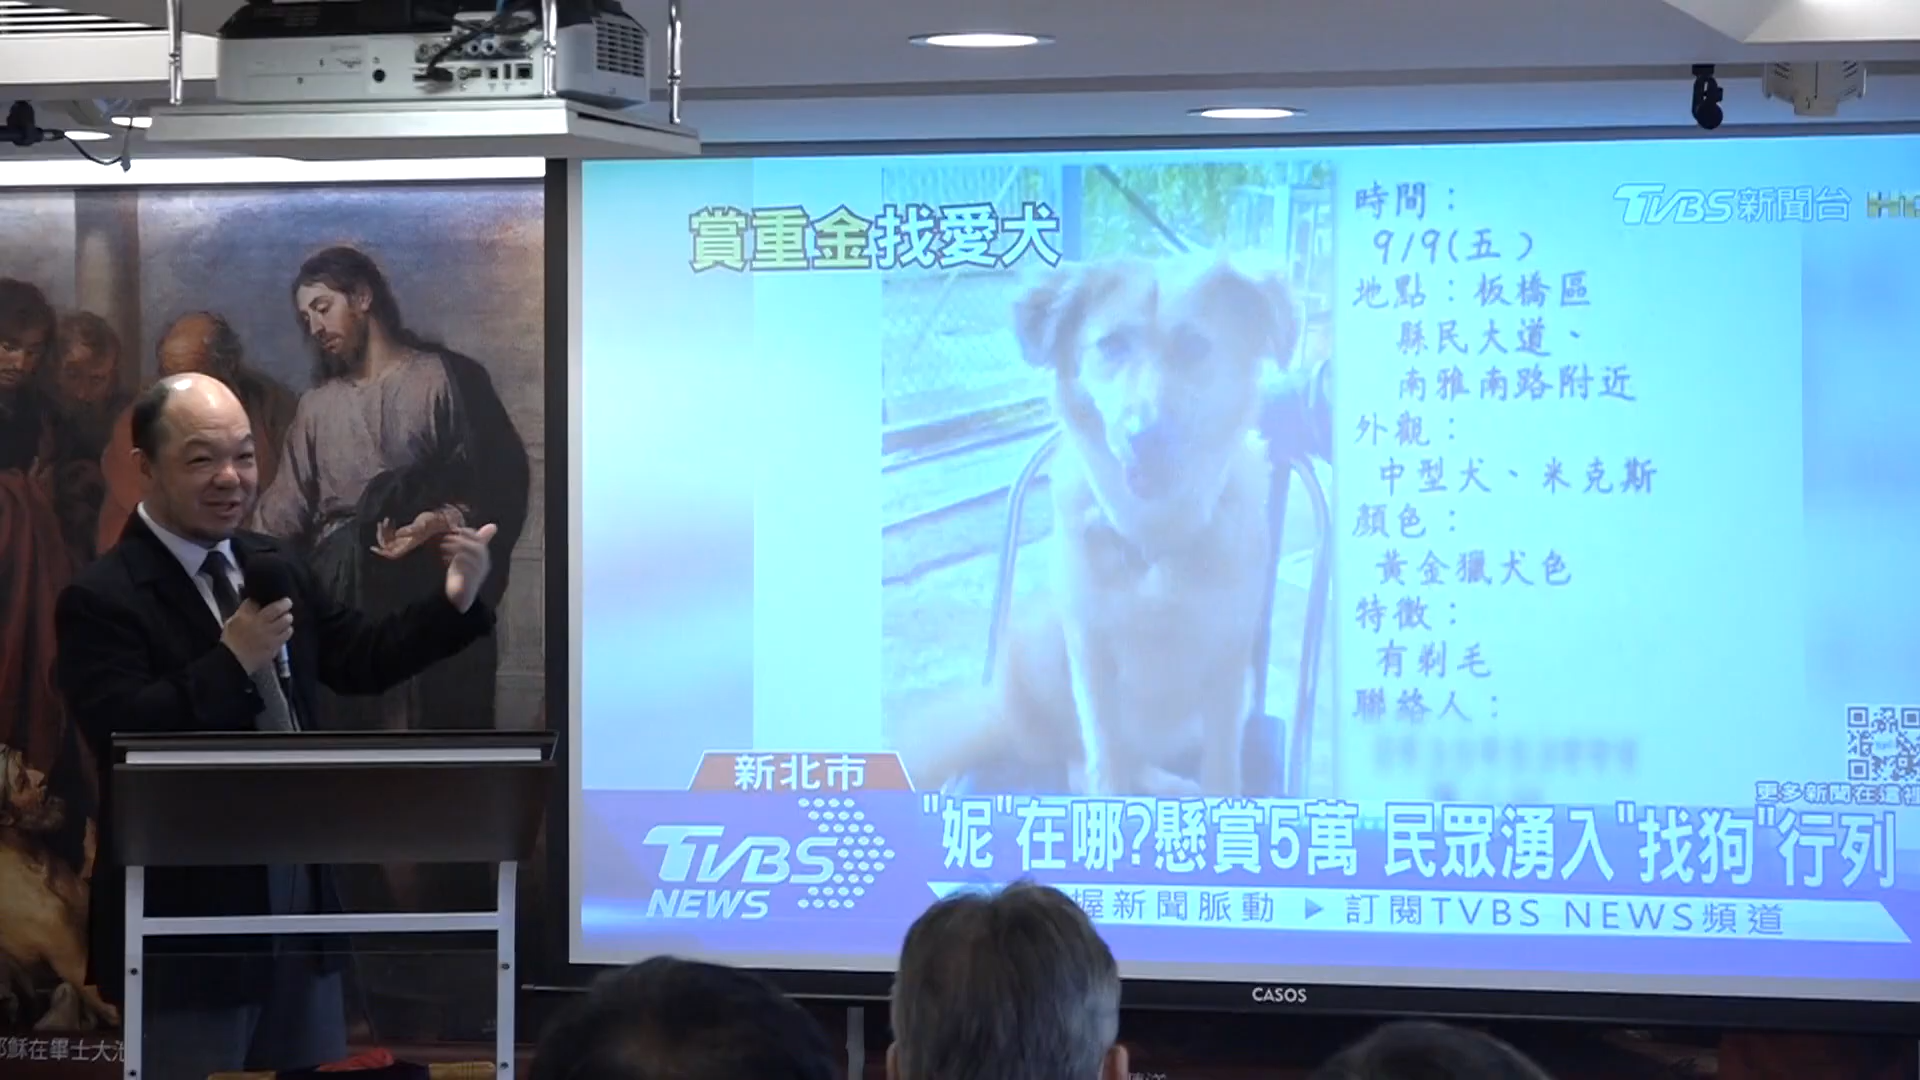 賞重金找愛犬
時間：
9/9(五)
地點：板橋區
縣民大道、
南雅南路附近
外觀：
中型犬、米克斯
顏色：
黃金獵犬色
特徵：
有剃毛
聯絡人：
TVBS新聞台 HD
更多新聞在這裡
新北市
TVBS NEWS
"妮"在哪?懸賞5萬 民眾湧入"找狗"行列
握新聞脈動 ▶ 訂閱TVBS NEWS頻道
CASOS
耶穌在畢士大池